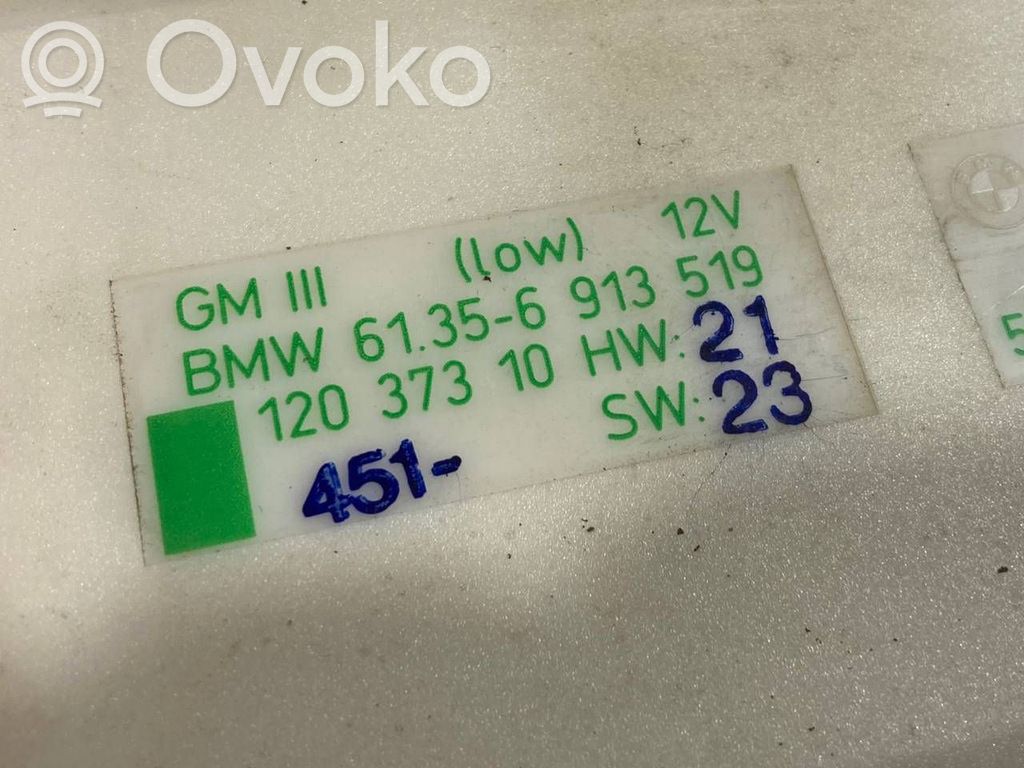 Ovoko
GM III (low) 12V
BMW 61.35-6 913 519
120 373 10 HW: 21
SW: 23
451-
5